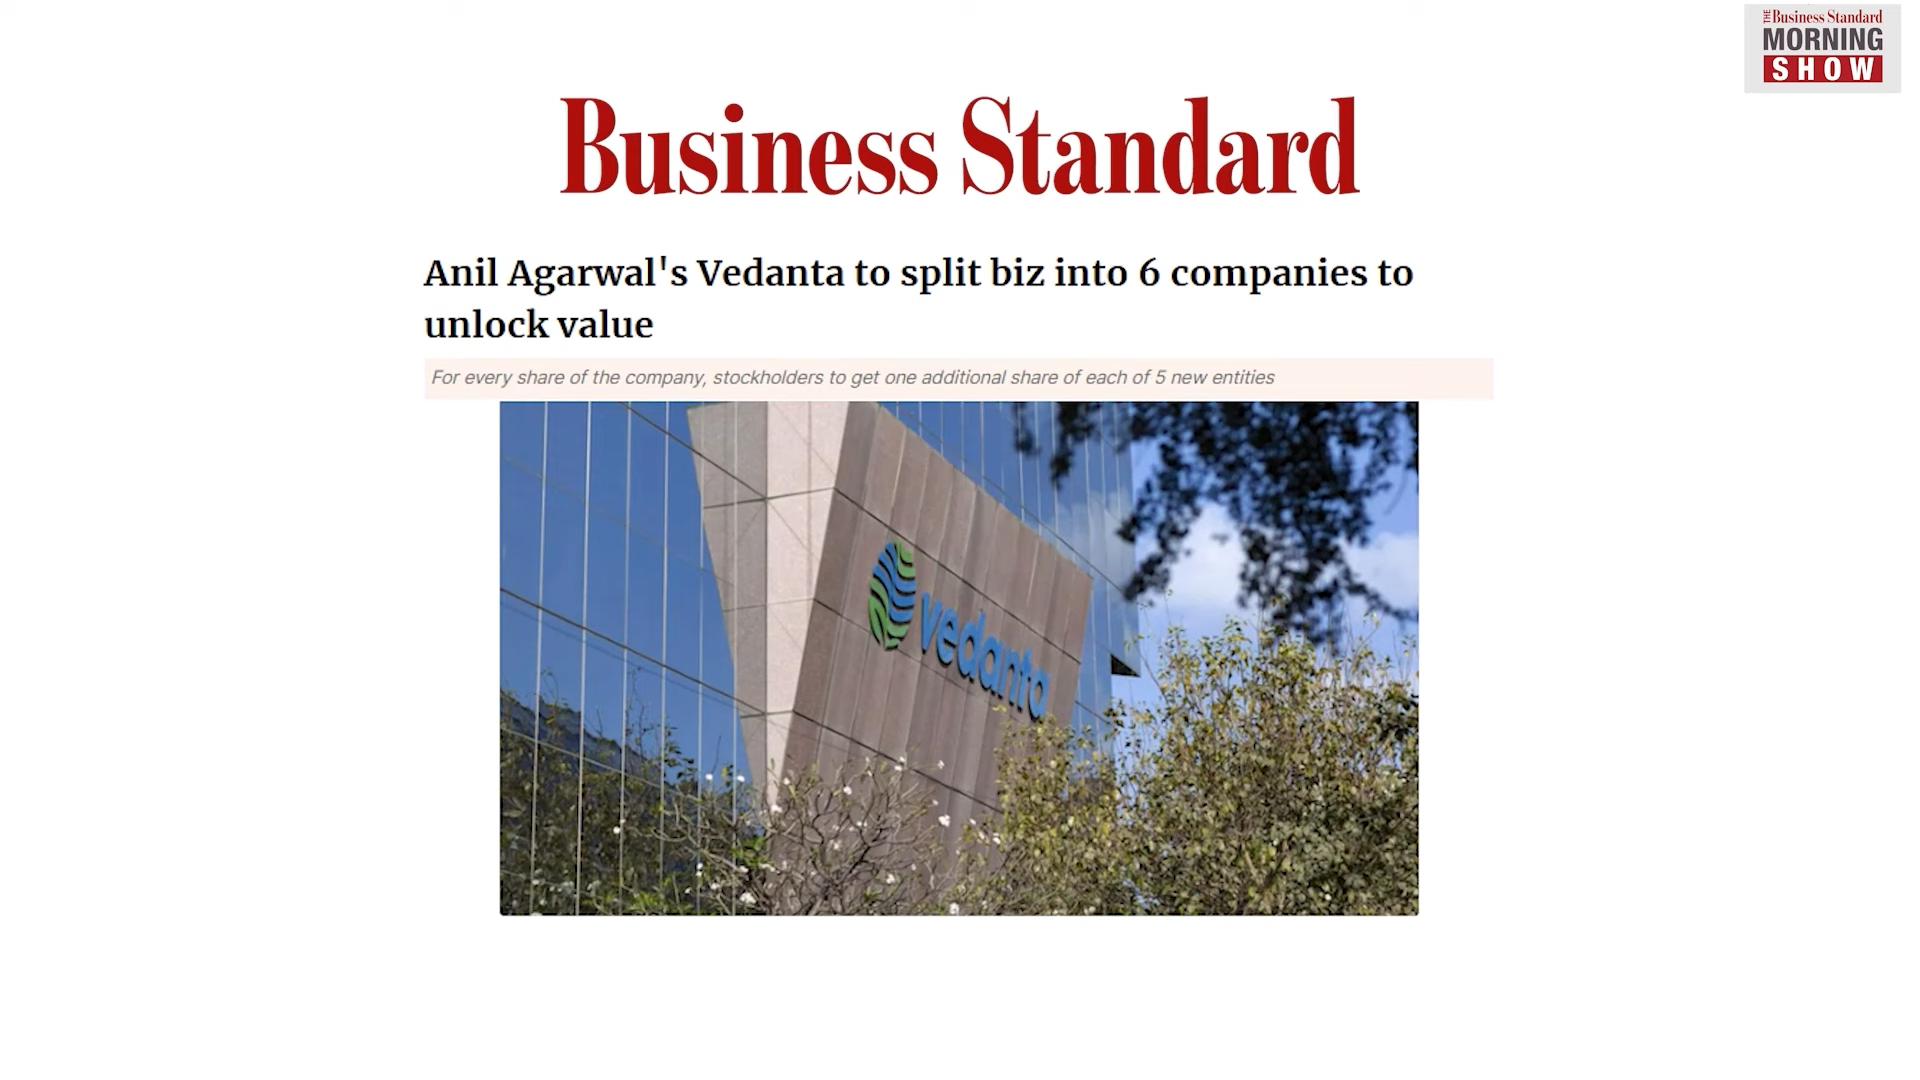 THE Business Standard
MORNING
SHOW
Business Standard
Anil Agarwal's Vedanta to split biz into 6 companies to
unlock value
For every share of the company, stockholders to get one additional share of each of 5 new entities
vedanta